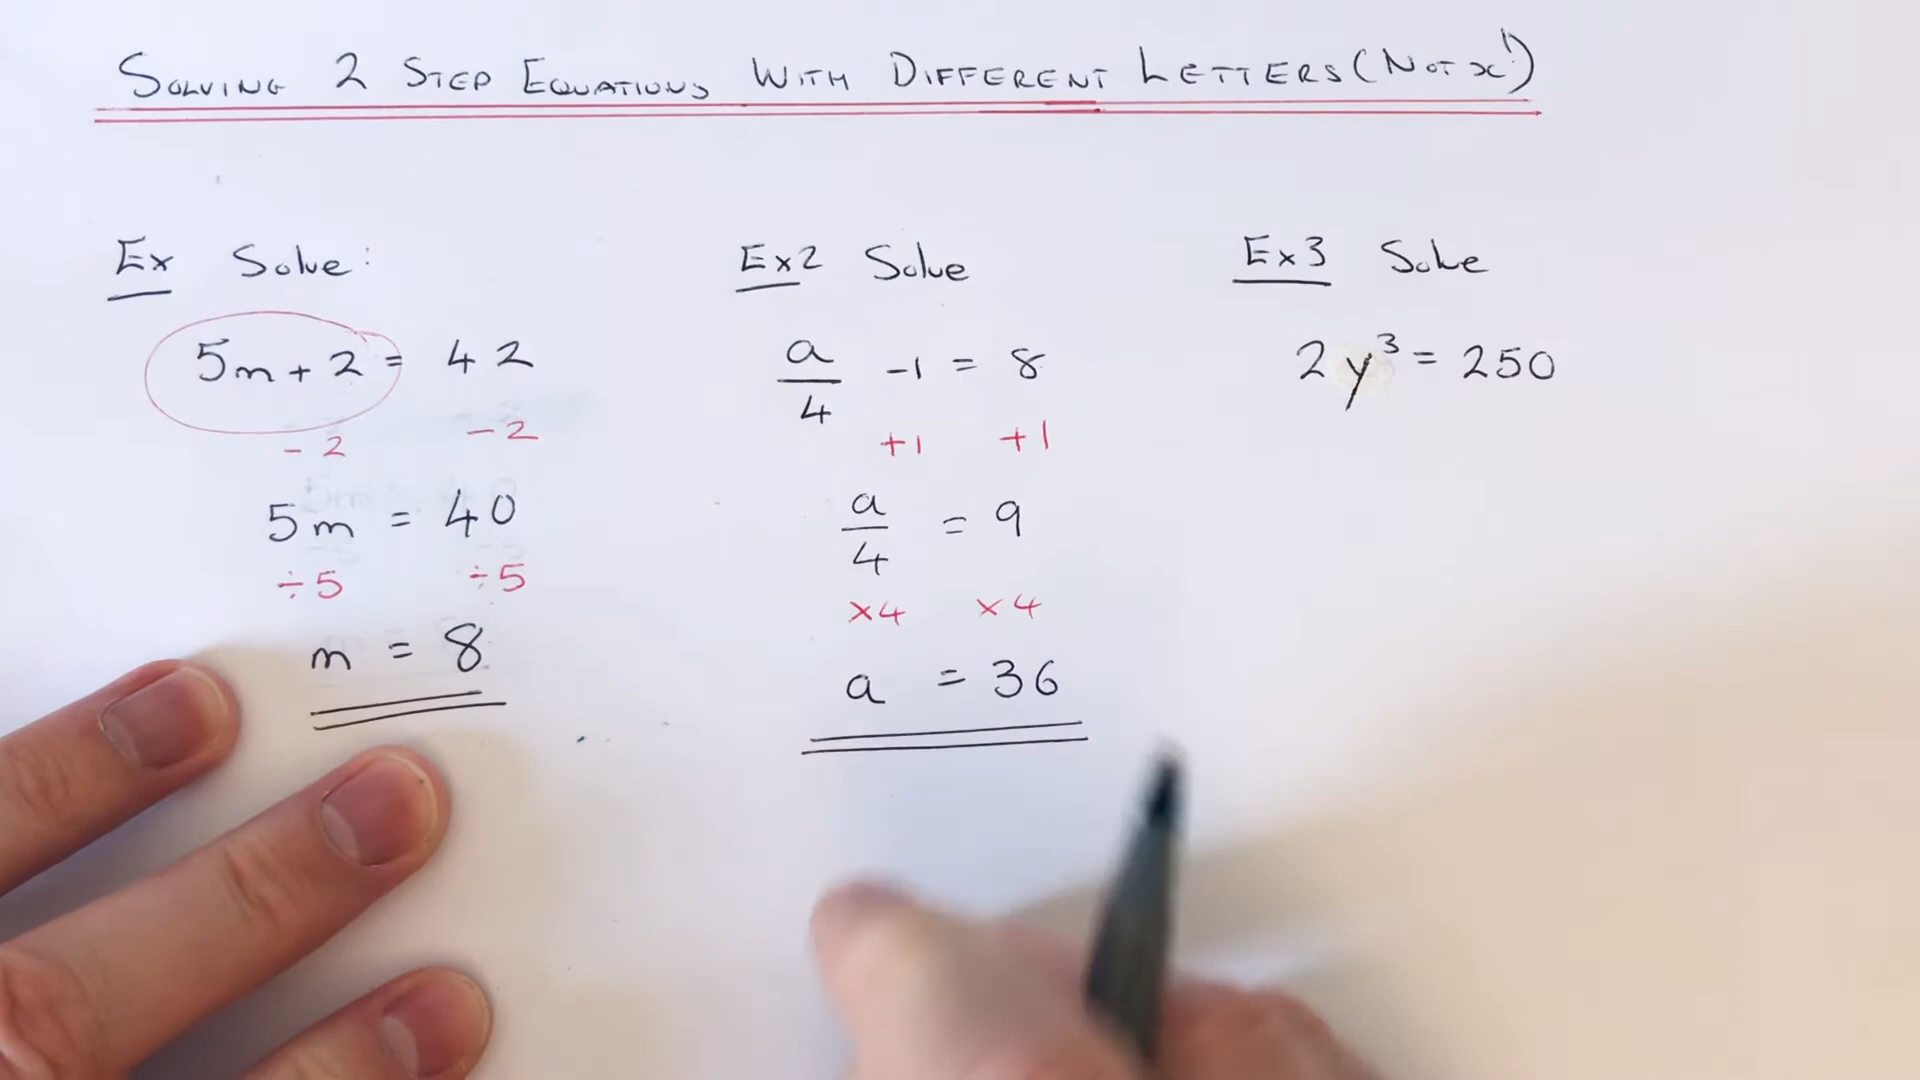 SOLVING 2 STEP EQUATIONS WITH DIFFERENT LETTERS (NOT x!)
Ex Solve:
5m + 2 = 42
- 2 - 2
5m = 40
÷5 ÷5
m = 8
Ex2 Solve
a/4 - 1 = 8
+1 +1
a/4 = 9
×4 ×4
a = 36
Ex3 Solve
2y³ = 250